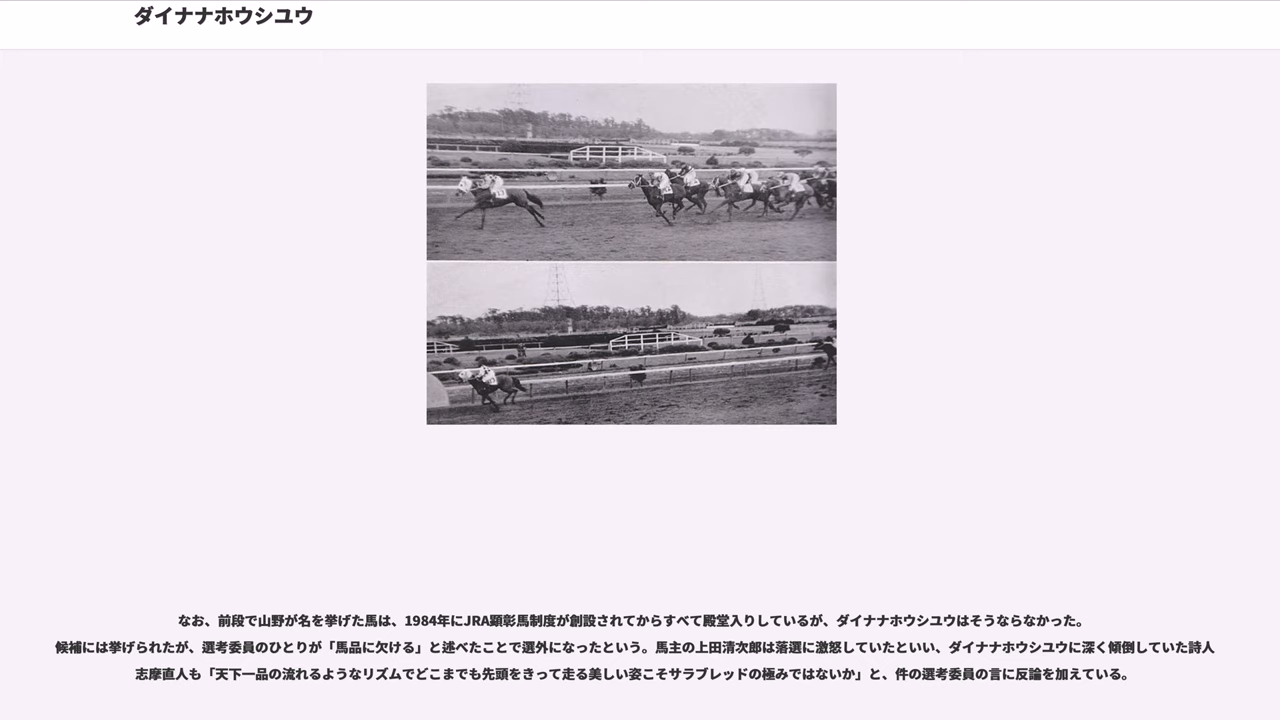 ダイナナホウシユウ
なお、前段で山野が名を挙げた馬は、1984年にJRA顕彰馬制度が創設されてからすべて殿堂入りしているが、ダイナナホウシユウはそうならなかった。
候補には挙げられたが、選考委員のひとりが「馬品に欠ける」と述べたことで選外になったという。馬主の上田清次郎は落選に激怒していたといい、ダイナナホウシユウに深く傾倒していた詩人
志摩直人も「天下一品の流れるようなリズムでどこまでも先頭をきって走る美しい姿こそサラブレッドの極みではないか」と、件の選考委員の言に反論を加えている。